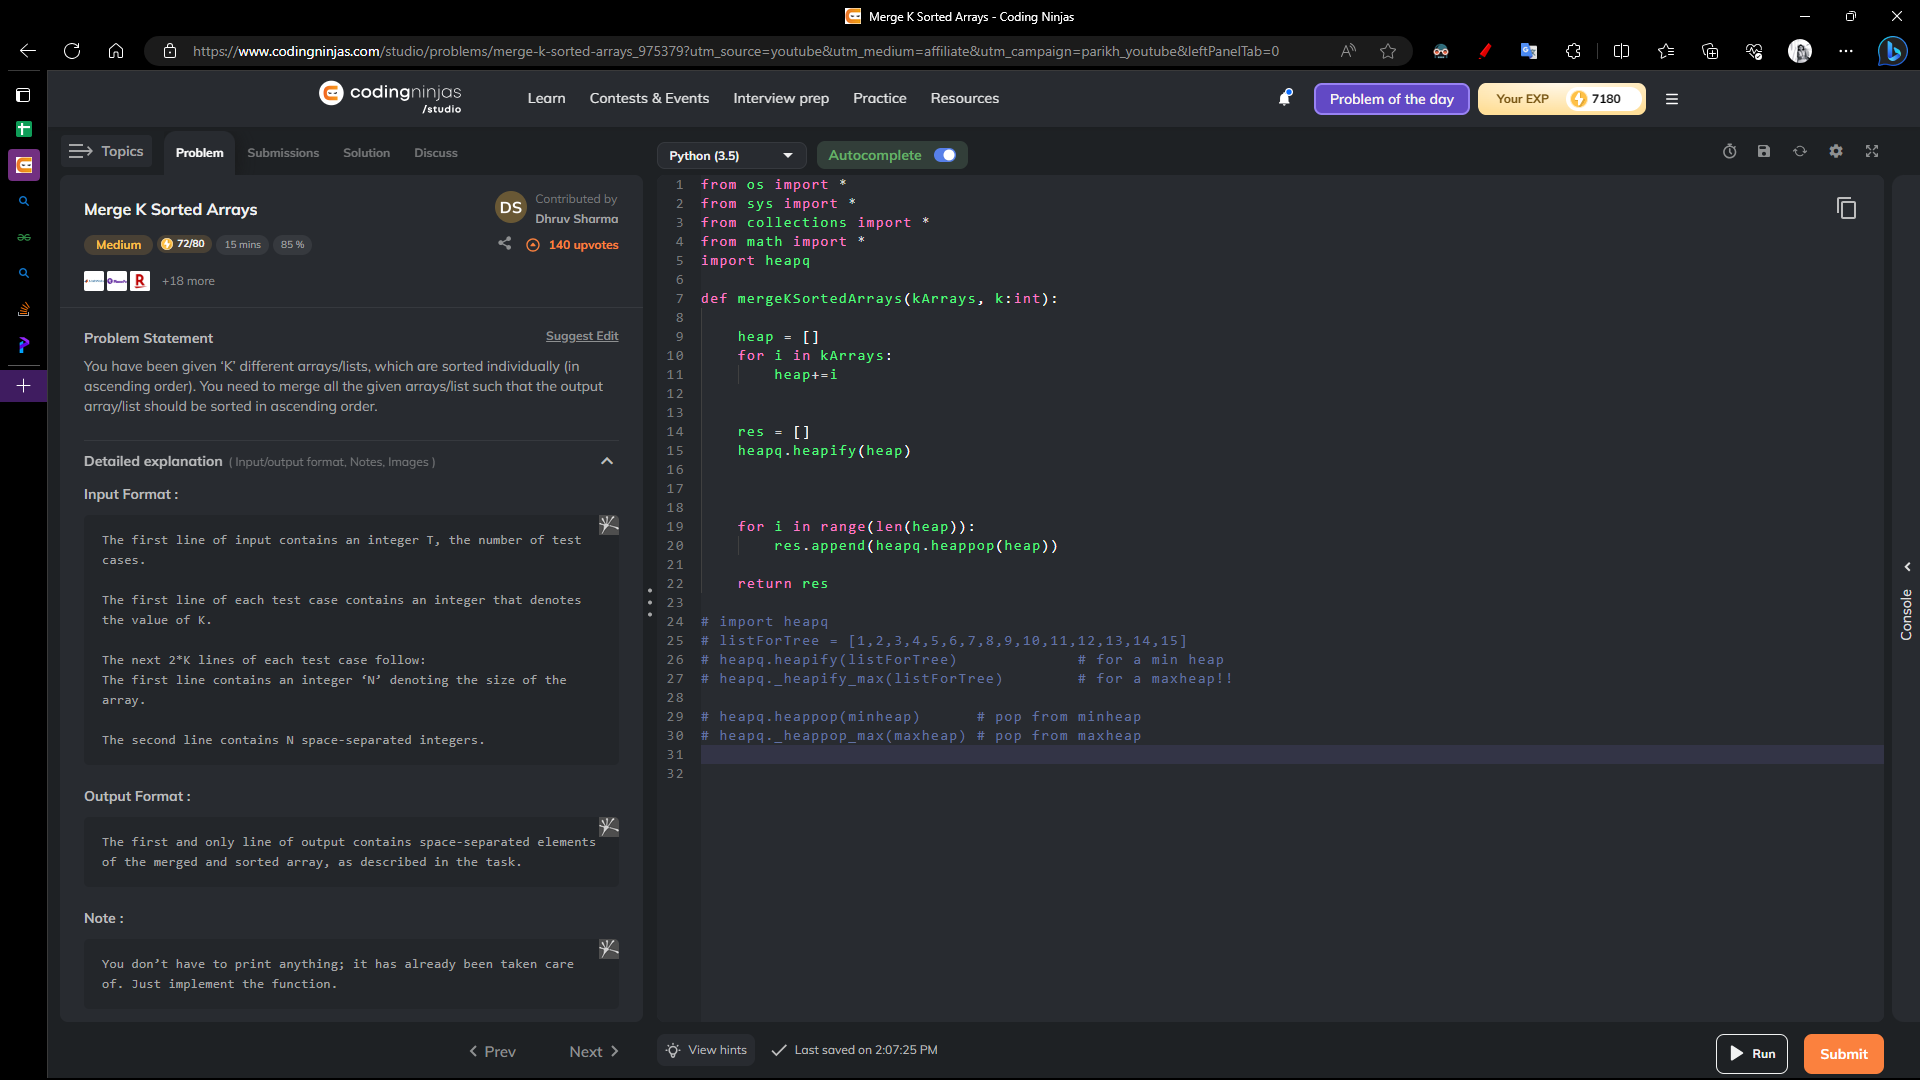 Merge K Sorted Arrays - Coding Ninjas
https://www.codingninjas.com/studio/problems/merge-k-sorted-arrays_975379?utm_source=youtube&utm_medium=affiliate&utm_campaign=parikh_youtube&leftPanelTab=0
codingninjas
/studio
Learn
Contests & Events
Interview prep
Practice
Resources
Problem of the day
Your EXP
7180
Topics
Problem
Submissions
Solution
Discuss
Merge K Sorted Arrays
DS
Contributed by
Dhruv Sharma
Medium
72/80
15 mins
85 %
140 upvotes
R
+18 more
Problem Statement
Suggest Edit
You have been given ‘K’ different arrays/lists, which are sorted individually (in
ascending order). You need to merge all the given arrays/list such that the output
array/list should be sorted in ascending order.
Detailed explanation ( Input/output format, Notes, Images )
Input Format :
The first line of input contains an integer T, the number of test
cases.
The first line of each test case contains an integer that denotes
the value of K.
The next 2*K lines of each test case follow:
The first line contains an integer ‘N’ denoting the size of the
array.
The second line contains N space-separated integers.
Output Format :
The first and only line of output contains space-separated elements
of the merged and sorted array, as described in the task.
Note :
You don’t have to print anything; it has already been taken care
of. Just implement the function.
Prev
Next
Python (3.5)
Autocomplete
1 from os import *
2 from sys import *
3 from collections import *
4 from math import *
5 import heapq
6
7 def mergeKSortedArrays(kArrays, k:int):
8
9 heap = []
10 for i in kArrays:
11 heap+=i
12
13
14 res = []
15 heapq.heapify(heap)
16
17
18
19 for i in range(len(heap)):
20 res.append(heapq.heappop(heap))
21
22 return res
23
24 # import heapq
25 # listForTree = [1,2,3,4,5,6,7,8,9,10,11,12,13,14,15]
26 # heapq.heapify(listForTree) # for a min heap
27 # heapq._heapify_max(listForTree) # for a maxheap!!
28
29 # heapq.heappop(minheap) # pop from minheap
30 # heapq._heappop_max(maxheap) # pop from maxheap
31
32
Console
View hints
Last saved on 2:07:25 PM
Run
Submit